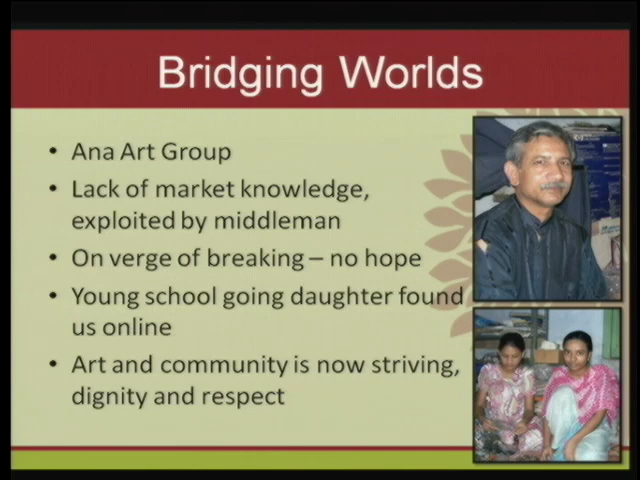 Bridging Worlds
• Ana Art Group
• Lack of market knowledge,
exploited by middleman
• On verge of breaking – no hope
• Young school going daughter found
us online
• Art and community is now striving,
dignity and respect